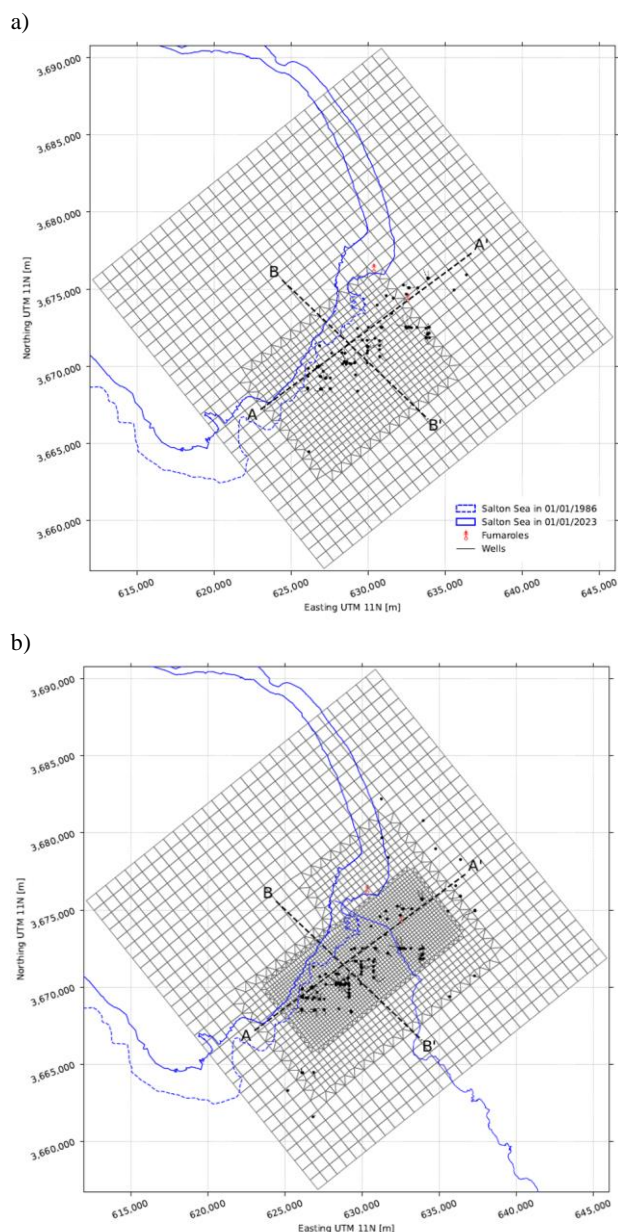 a)
3,690,000
3,685,000
3,680,000
3,675,000
3,670,000
3,665,000
3,660,000
Northing UTM 11N [m]
A'
B
A
B'
Salton Sea in 01/01/1986
Salton Sea in 01/01/2023
Fumaroles
Wells
615,000
620,000
625,000
630,000
635,000
640,000
645,000
Easting UTM 11N [m]
b)
3,690,000
3,685,000
3,680,000
3,675,000
3,670,000
3,665,000
3,660,000
Northing UTM 11N [m]
A'
B
A
B'
615,000
620,000
625,000
630,000
635,000
640,000
645,000
Easting UTM 11N [m]